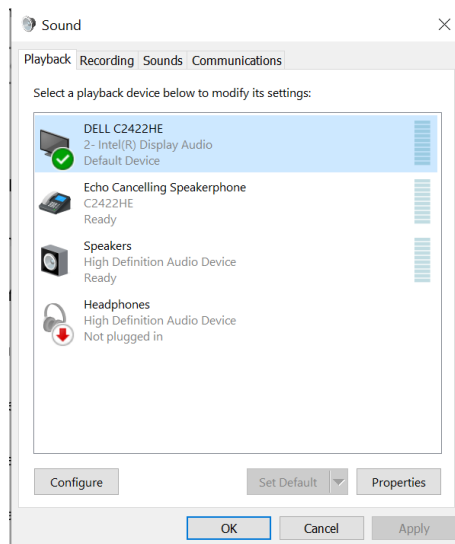 Sound
Playback Recording Sounds Communications
Select a playback device below to modify its settings:
DELL C2422HE
2- Intel(R) Display Audio
Default Device
Echo Cancelling Speakerphone
C2422HE
Ready
Speakers
High Definition Audio Device
Ready
Headphones
High Definition Audio Device
Not plugged in
Configure Set Default Properties
OK Cancel Apply